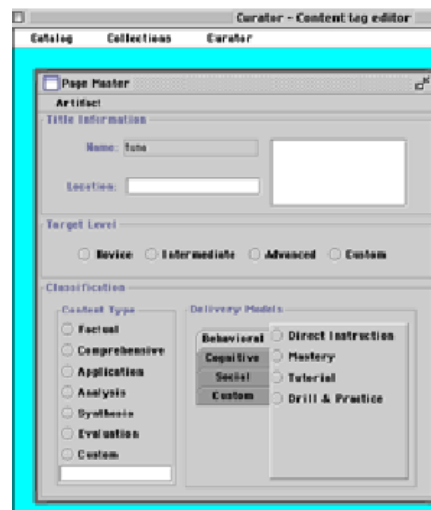 Curator - Content tag editor
Catalog Collections Curator
Page Master
Artifact
Title Information
Name: Tuna
Location:
Target Level
Novice Intermediate Advanced Custom
Classification
Content Type
Factual
Comprehensive
Application
Analysis
Synthesis
Evaluation
Custom
Delivery Models
Behavioral
Cognitive
Social
Custom
Direct Instruction
Mastery
Tutorial
Drill & Practice